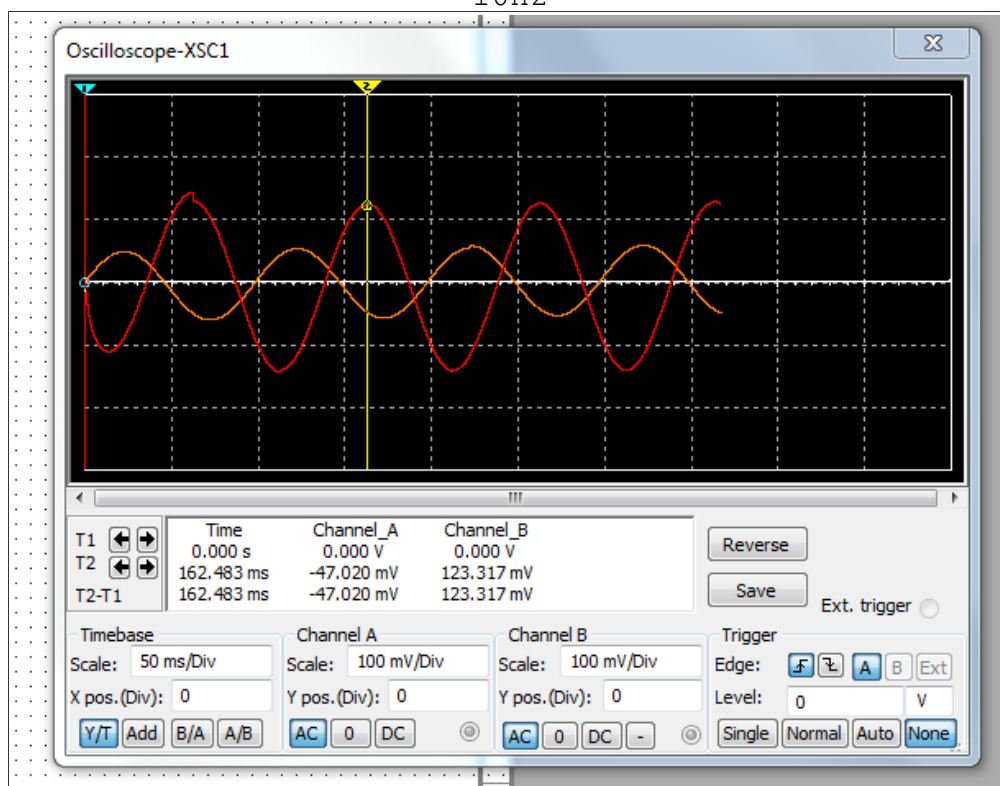 10Hz
Oscilloscope-XSC1
1
2
T1
T2
T2-T1
Time Channel_A Channel_B
0.000 s 0.000 V 0.000 V
162.483 ms -47.020 mV 123.317 mV
162.483 ms -47.020 mV 123.317 mV
Reverse
Save
Ext. trigger
Timebase
Scale: 50 ms/Div
X pos.(Div): 0
Y/T Add B/A A/B
Channel A
Scale: 100 mV/Div
Y pos.(Div): 0
AC 0 DC
Channel B
Scale: 100 mV/Div
Y pos.(Div): 0
AC 0 DC -
Trigger
Edge: A B Ext
Level: 0 V
Single Normal Auto None